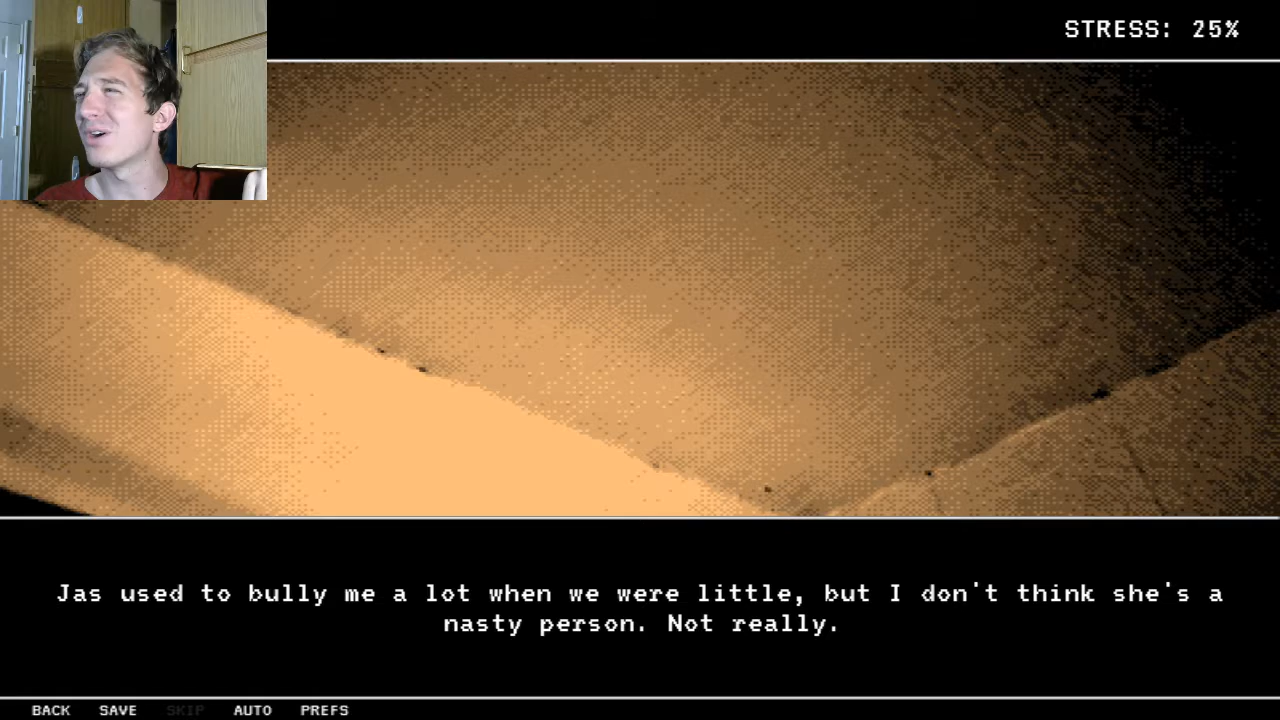 STRESS: 25%
Jas used to bully me a lot when we were little, but I don't think she's a
nasty person. Not really.
BACK SAVE SKIP AUTO PREFS